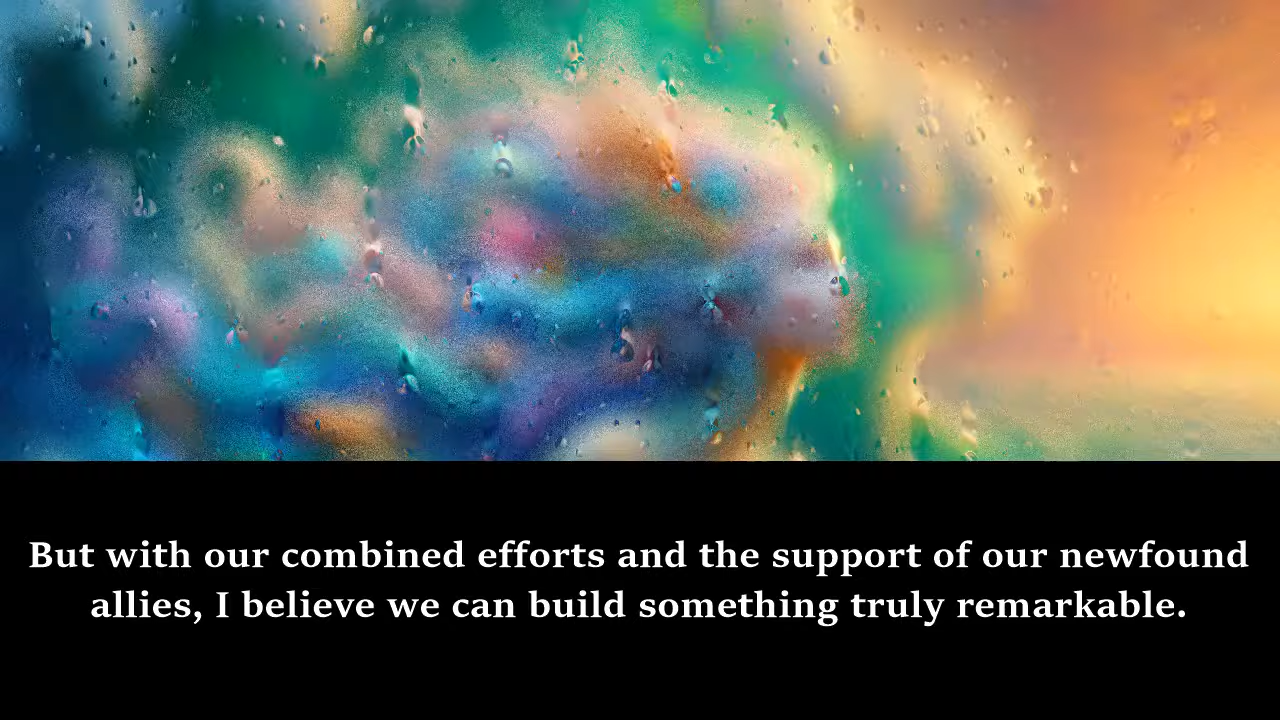 But with our combined efforts and the support of our newfound
allies, I believe we can build something truly remarkable.